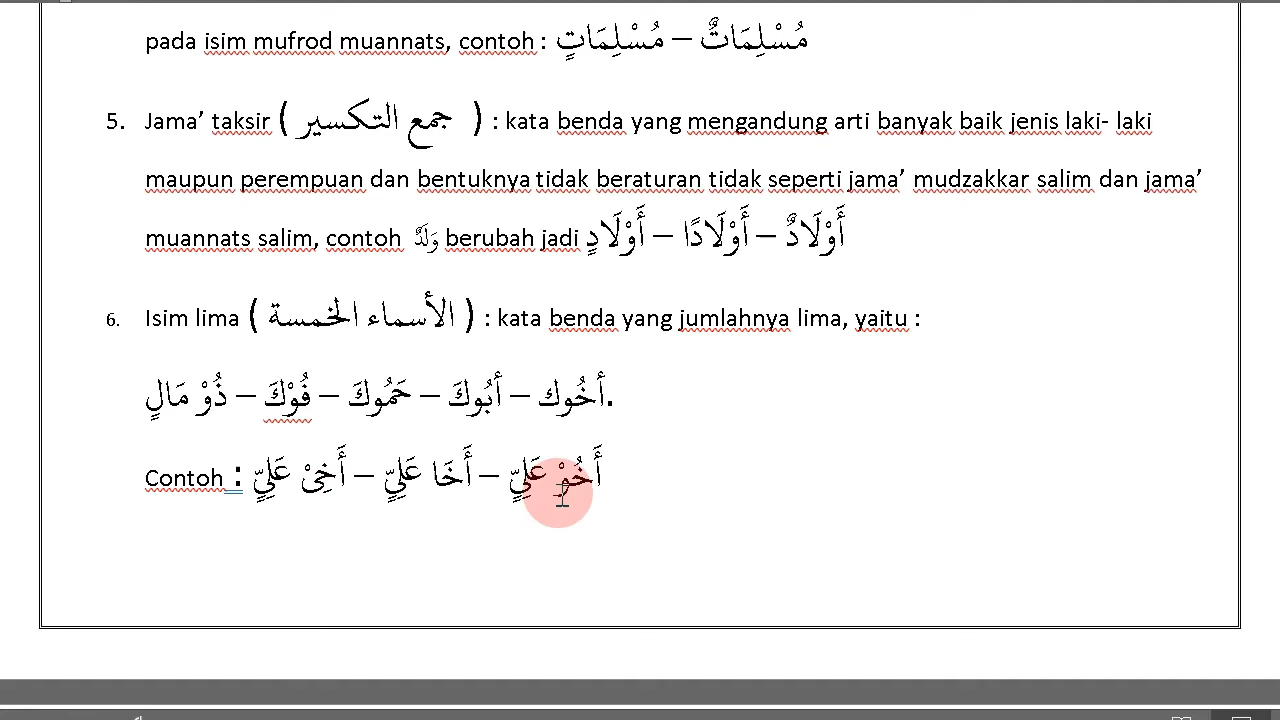 pada isim mufrod muannats, contoh : مُسْلِمَاتٌ – مُسْلِمَاتٍ
5. Jama’ taksir ( جمع التكسير ) : kata benda yang mengandung arti banyak baik jenis laki- laki
maupun perempuan dan bentuknya tidak beraturan tidak seperti jama’ mudzakkar salim dan jama’
muannats salim, contoh وَلَدٌ berubah jadi أَوْلَادٌ – أَوْلَادًا – أَوْلَادٍ
6. Isim lima ( الأسماء الخمسة ) : kata benda yang jumlahnya lima, yaitu :
أخُوك – أبُوكَ – حَمُوكَ – فُوْكَ – ذُوْ مَالٍ.
Contoh : أَخُوْ عَلِيٍّ – أَخَا عَلِيٍّ – أَخِىْ عَلِيٍّ